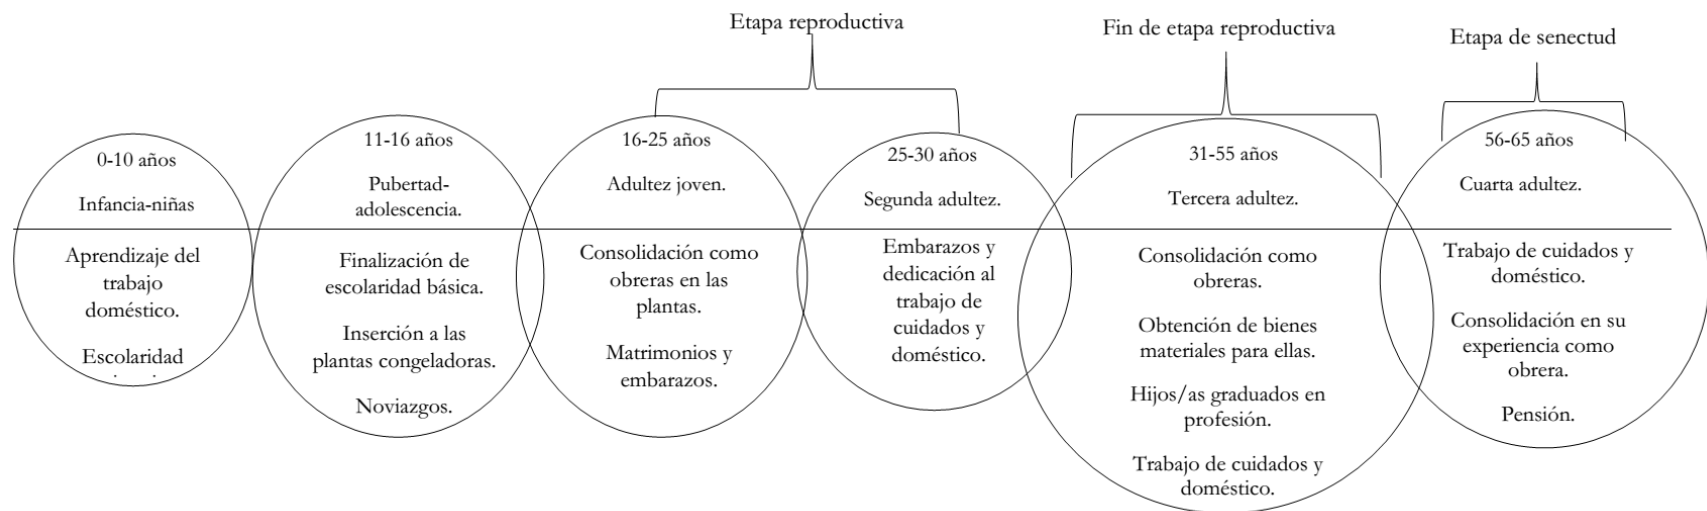 Etapa reproductiva
Fin de etapa reproductiva
Etapa de senectud
0-10 años
Infancia-niñas
Aprendizaje del
trabajo
doméstico.
Escolaridad
11-16 años
Pubertad-
adolescencia.
Finalización de
escolaridad básica.
Inserción a las
plantas congeladoras.
Noviazgos.
16-25 años
Adultez joven.
Consolidación como
obreras en las
plantas.
Matrimonios y
embarazos.
25-30 años
Segunda adultez.
Embarazos y
dedicación al
trabajo de
cuidados y
doméstico.
31-55 años
Tercera adultez.
Consolidación como
obreras.
Obtención de bienes
materiales para ellas.
Hijos/as graduados en
profesión.
Trabajo de cuidados y
doméstico.
56-65 años
Cuarta adultez.
Trabajo de cuidados y
doméstico.
Consolidación en su
experiencia como
obrera.
Pensión.